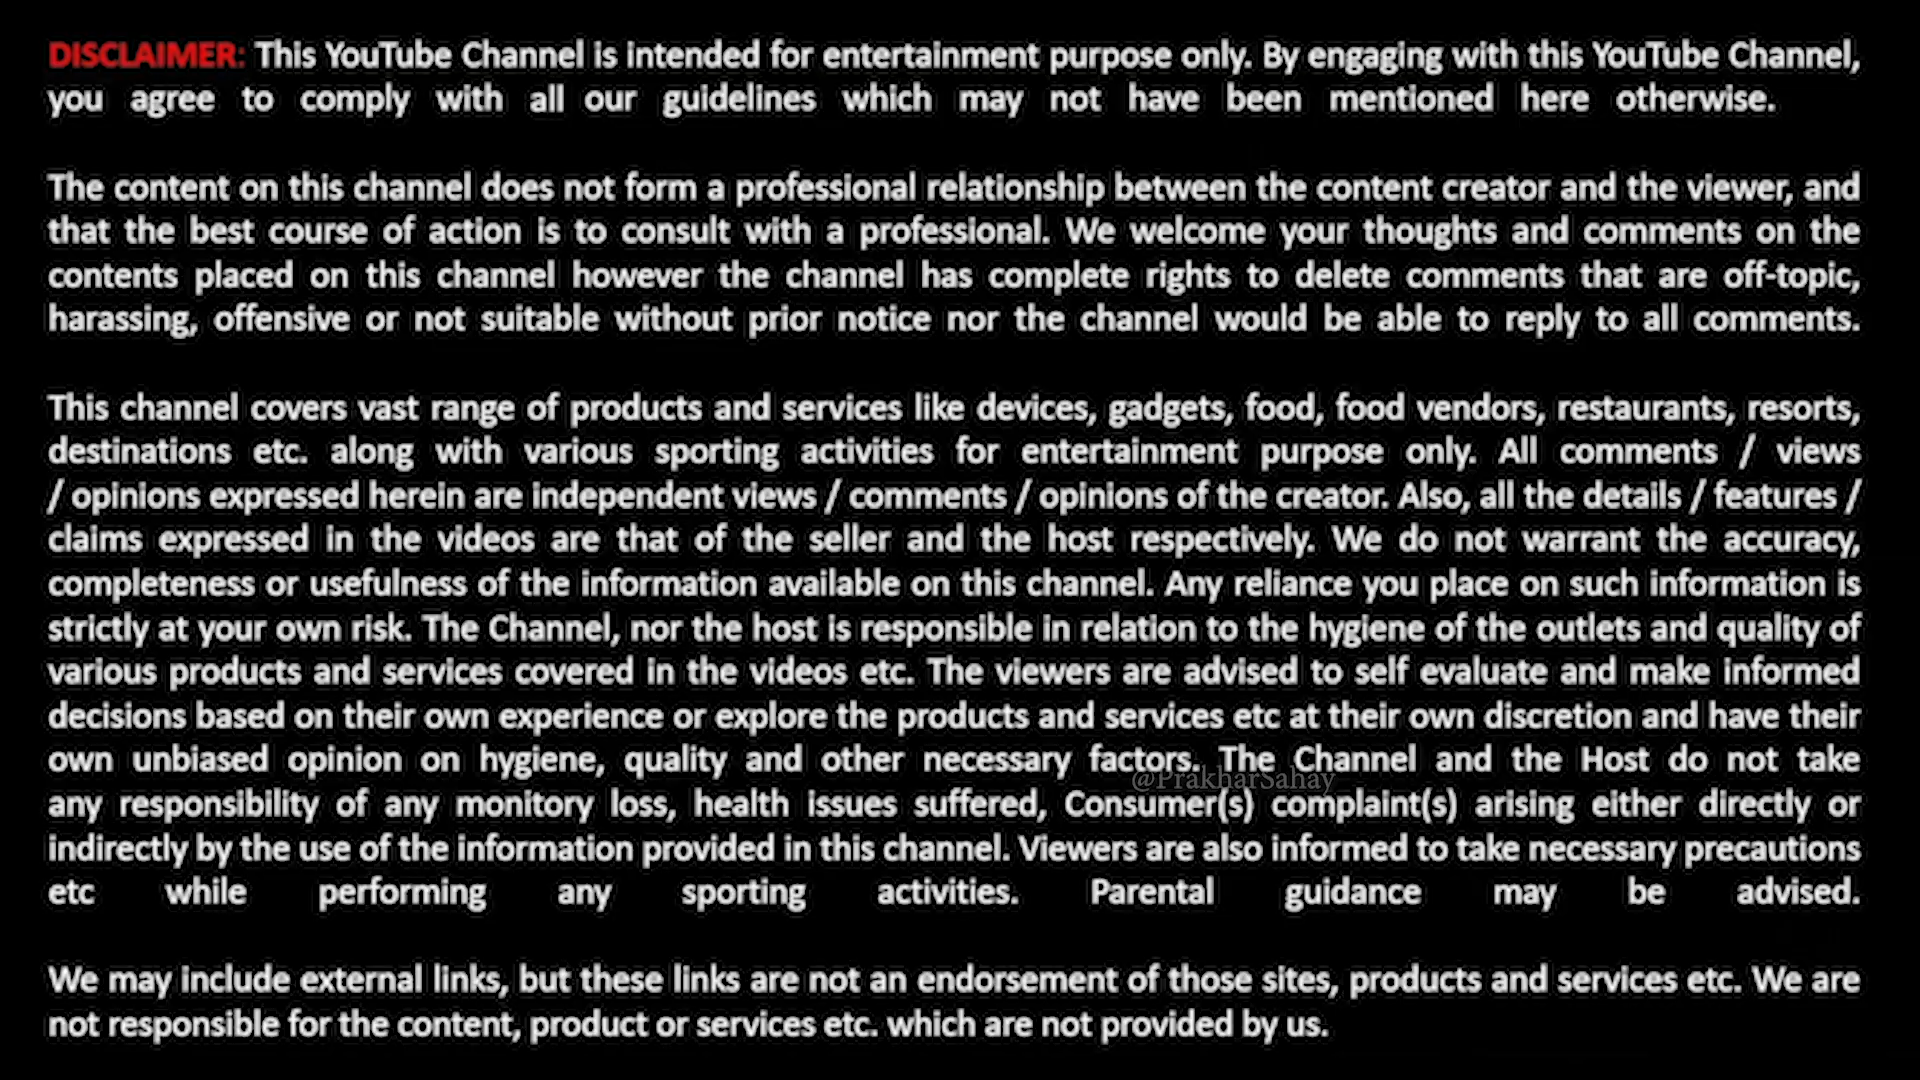 DISCLAIMER: This YouTube Channel is intended for entertainment purpose only. By engaging with this YouTube Channel,
you agree to comply with all our guidelines which may not have been mentioned here otherwise.
The content on this channel does not form a professional relationship between the content creator and the viewer, and
that the best course of action is to consult with a professional. We welcome your thoughts and comments on the
contents placed on this channel however the channel has complete rights to delete comments that are off-topic,
harassing, offensive or not suitable without prior notice nor the channel would be able to reply to all comments.
This channel covers vast range of products and services like devices, gadgets, food, food vendors, restaurants, resorts,
destinations etc. along with various sporting activities for entertainment purpose only. All comments / views
/ opinions expressed herein are independent views / comments / opinions of the creator. Also, all the details / features /
claims expressed in the videos are that of the seller and the host respectively. We do not warrant the accuracy,
completeness or usefulness of the information available on this channel. Any reliance you place on such information is
strictly at your own risk. The Channel, nor the host is responsible in relation to the hygiene of the outlets and quality of
various products and services covered in the videos etc. The viewers are advised to self evaluate and make informed
decisions based on their own experience or explore the products and services etc at their own discretion and have their
own unbiased opinion on hygiene, quality and other necessary factors. The Channel and the Host do not take
@PrakharSahay
any responsibility of any monitory loss, health issues suffered, Consumer(s) complaint(s) arising either directly or
indirectly by the use of the information provided in this channel. Viewers are also informed to take necessary precautions
etc while performing any sporting activities. Parental guidance may be advised.
We may include external links, but these links are not an endorsement of those sites, products and services etc. We are
not responsible for the content, product or services etc. which are not provided by us.